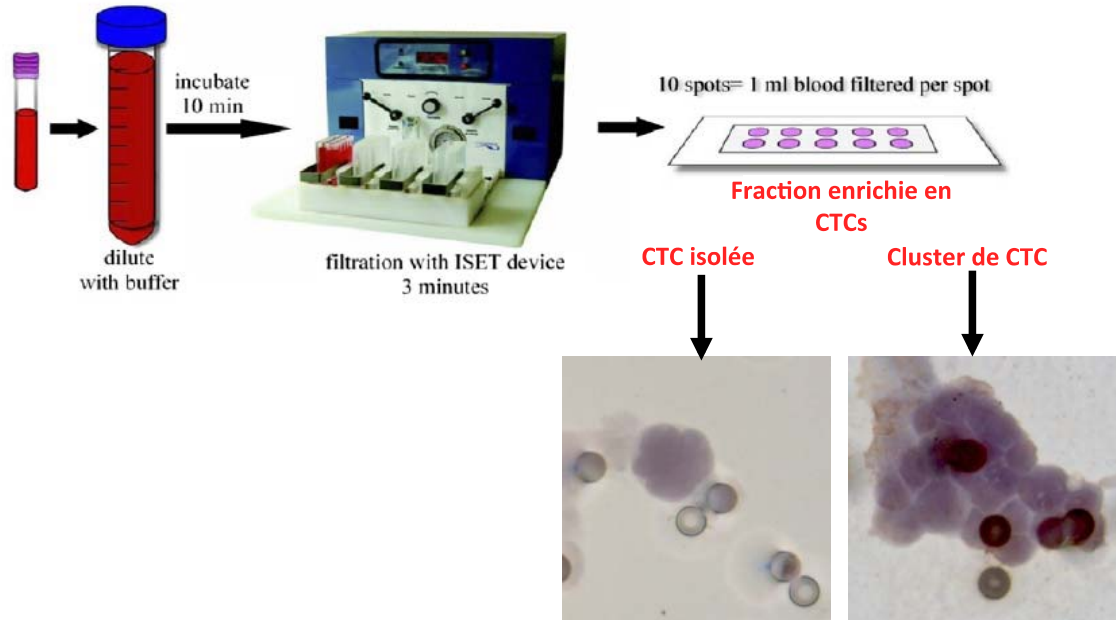 incubate
10 min
dilute
with buffer
filtration with ISET device
3 minutes
10 spots= 1 ml blood filtered per spot
Fraction enrichie en
CTCs
CTC isolée
Cluster de CTC